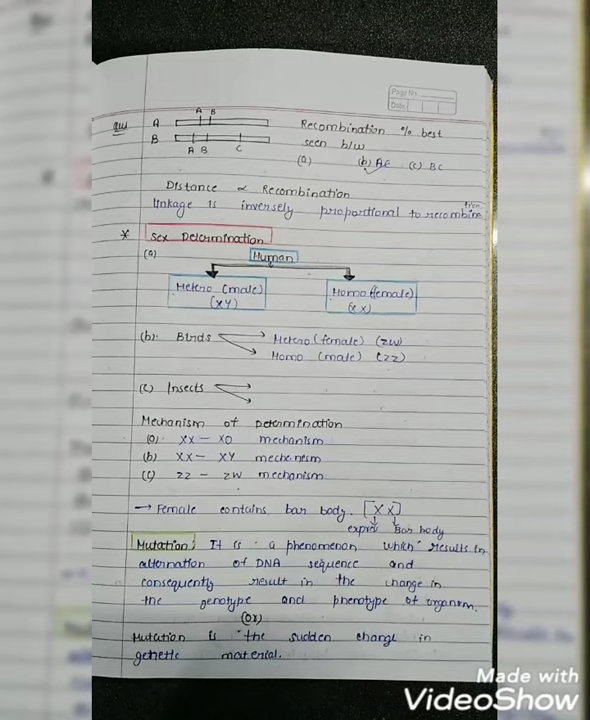 Page No.
Date
Que
A B
A
B
A B C
Recombination % best
seen b/w
(a) (b) AC (c) BC
Distance ∝ Recombination
linkage is inversely proportional to recombination
* Sex Determination
(a) Human
Hetero (male)
(XY)
Homo (female)
(XX)
(b) Birds Hetero (female) (ZW)
Homo (male) (ZZ)
(c) Insects
Mechanism of Determination
(a) XX - XO mechanism
(b) XX - XY mechanism
(c) ZZ - ZW mechanism
→ Female contains bar body. [XX]
expres Bar body
Mutation: It is a phenomenon which results in
alternation of DNA sequence and
consequently result in the change in
the genotype and phenotype of organism.
(or)
Mutation is the sudden change in
genetic material.
Made with
VideoShow